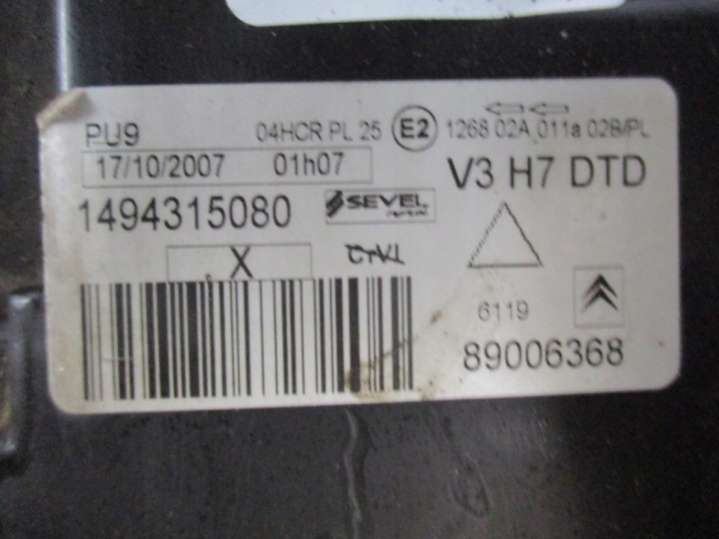 PU9 04HCR PL 25 E2 1268 02A 011a 02B/PL
17/10/2007 01h07 V3 H7 DTD
1494315080 SEVEL
X
6119
89006368